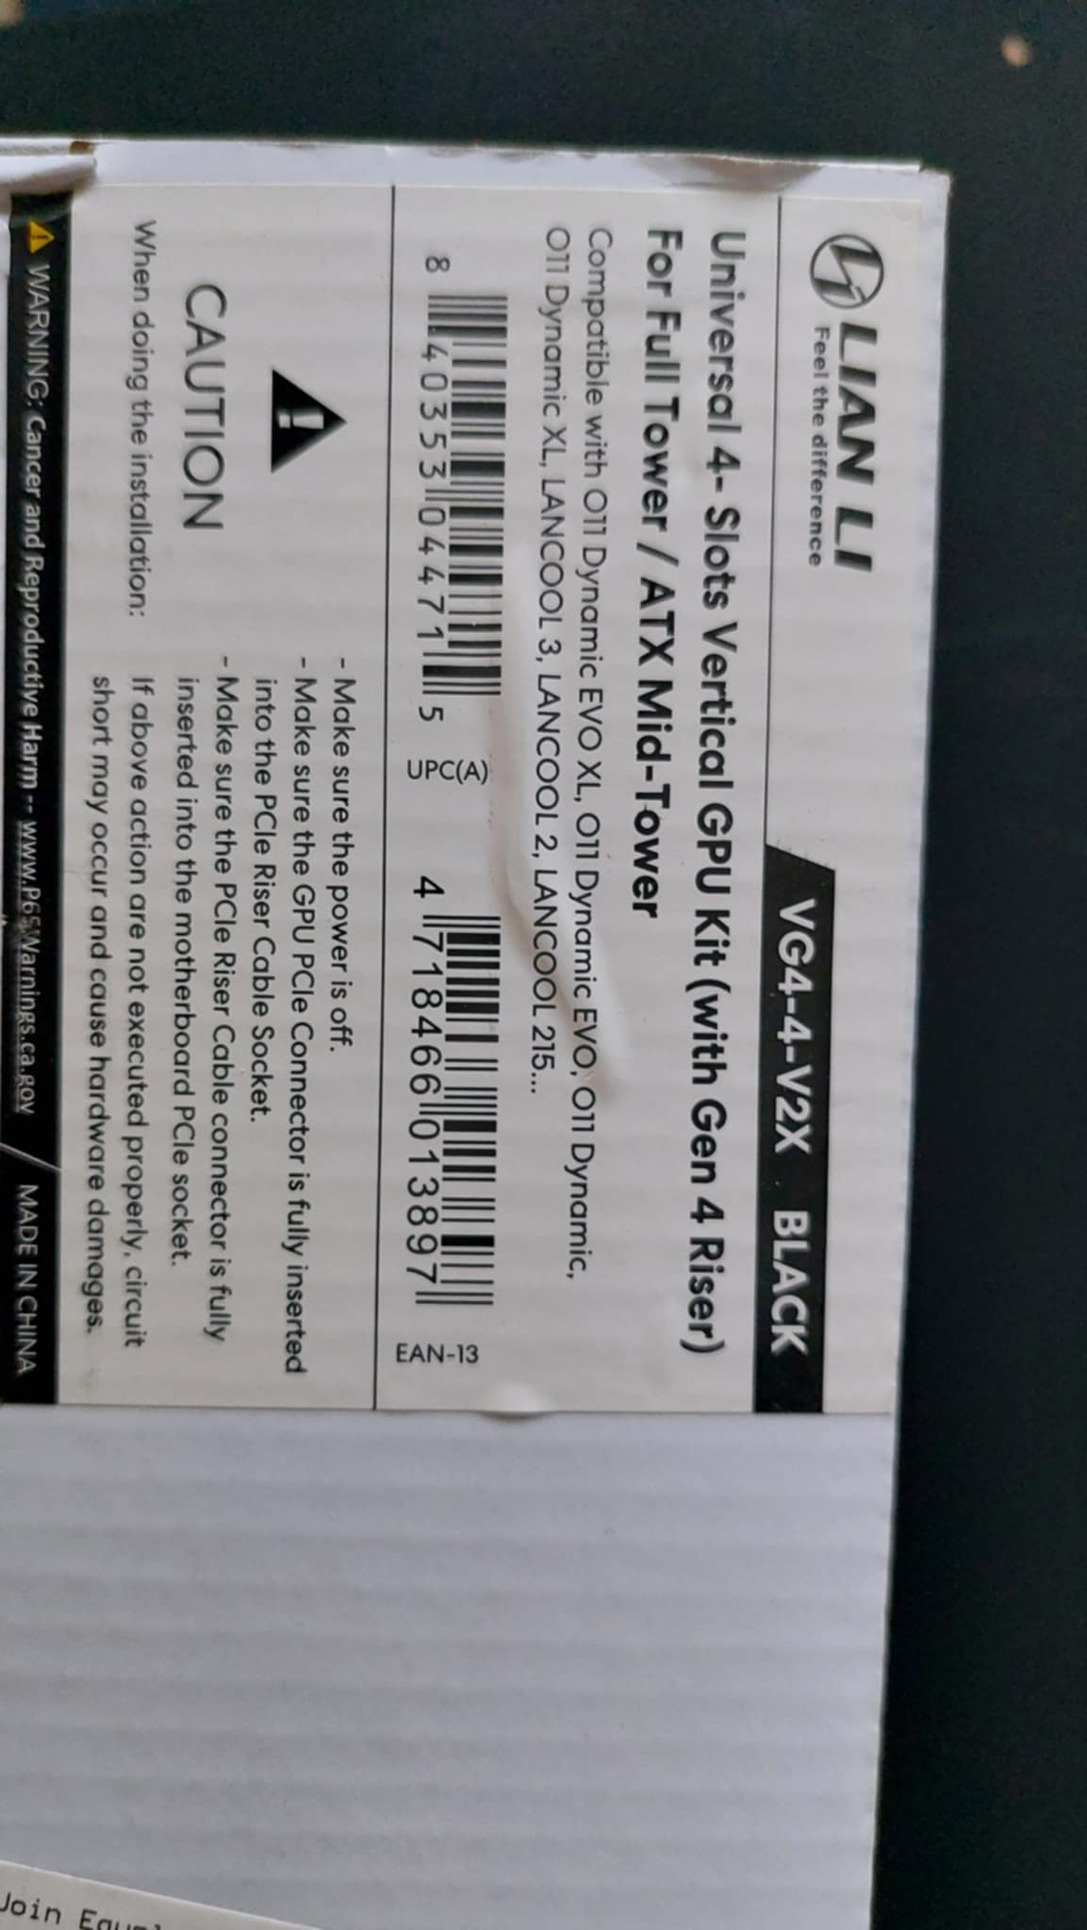 LIAN LI
Feel the difference
VG4-4-V2X BLACK
Universal 4- Slots Vertical GPU Kit (with Gen 4 Riser)
For Full Tower / ATX Mid-Tower
Compatible with O11 Dynamic EVO XL, O11 Dynamic EVO, O11 Dynamic,
O11 Dynamic XL, LANCOOL 3, LANCOOL 2, LANCOOL 215...
8 40353 04471 5 UPC(A)
4 718466 013897 EAN-13
CAUTION
When doing the installation:
- Make sure the power is off.
- Make sure the GPU PCIe Connector is fully inserted
into the PCIe Riser Cable Socket.
- Make sure the PCIe Riser Cable connector is fully
inserted into the motherboard PCIe socket.
If above action are not executed properly, circuit
short may occur and cause hardware damages.
WARNING: Cancer and Reproductive Harm -- www.P65Warnings.ca.gov
MADE IN CHINA
Join